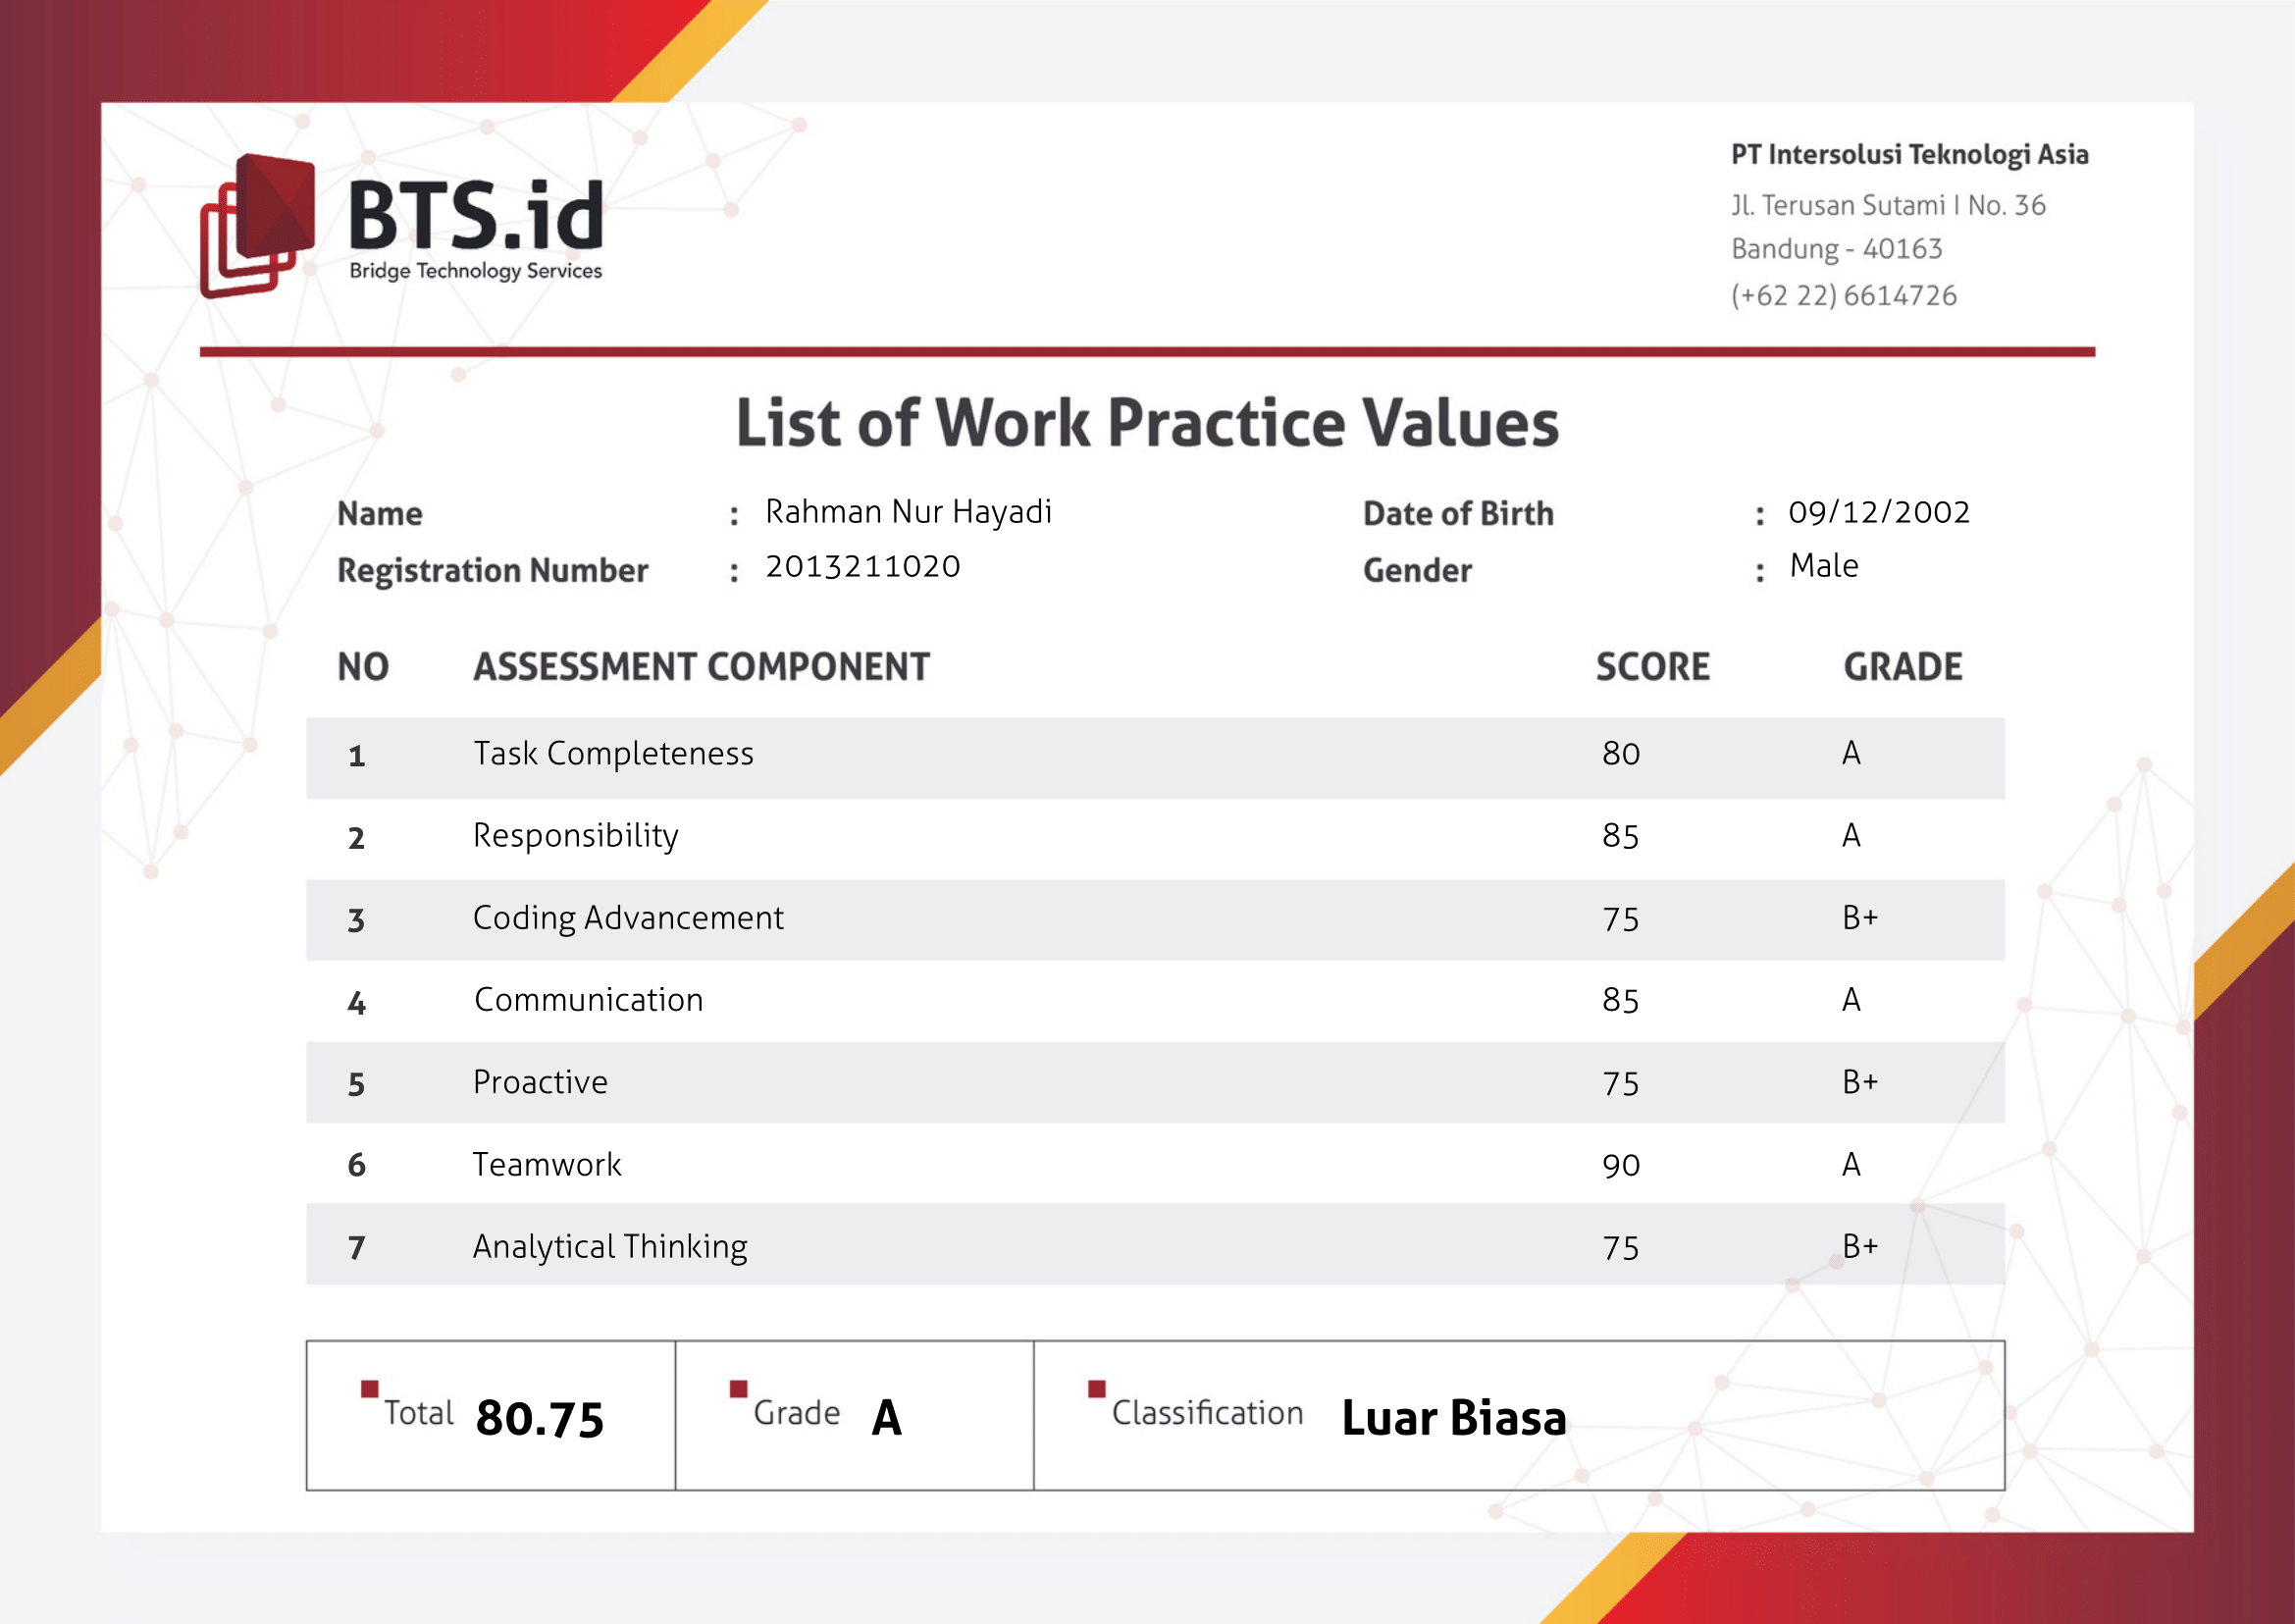 BTS.id
Bridge Technology Services
PT Intersolusi Teknologi Asia
Jl. Terusan Sutami I No. 36
Bandung - 40163
(+62 22) 6614726
List of Work Practice Values
Name : Rahman Nur Hayadi Date of Birth : 09/12/2002
Registration Number : 2013211020 Gender : Male
NO ASSESSMENT COMPONENT SCORE GRADE
1 Task Completeness 80 A
2 Responsibility 85 A
3 Coding Advancement 75 B+
4 Communication 85 A
5 Proactive 75 B+
6 Teamwork 90 A
7 Analytical Thinking 75 B+
Total 80.75 Grade A Classification Luar Biasa